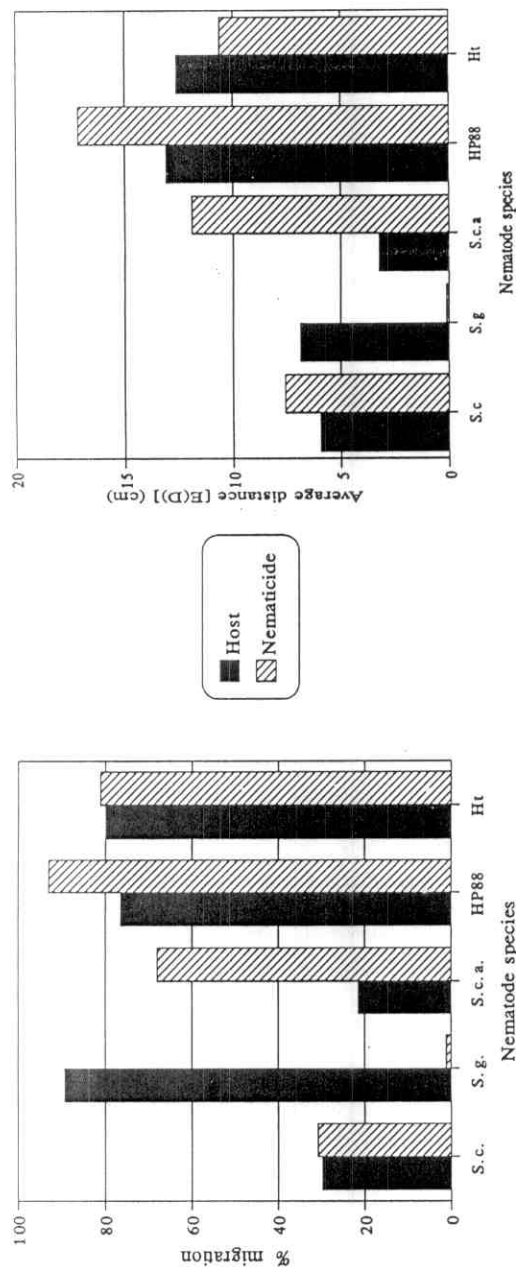 100
80
60
40
20
0
% migration
S.c.
S.g.
S.c.a.
HP88
Ht
Nematode species
Host
Nematicide
20
15
10
5
0
Average distance [E(D)] (cm)
S.c
S.g
S.c.a
HP88
Ht
Nematode species